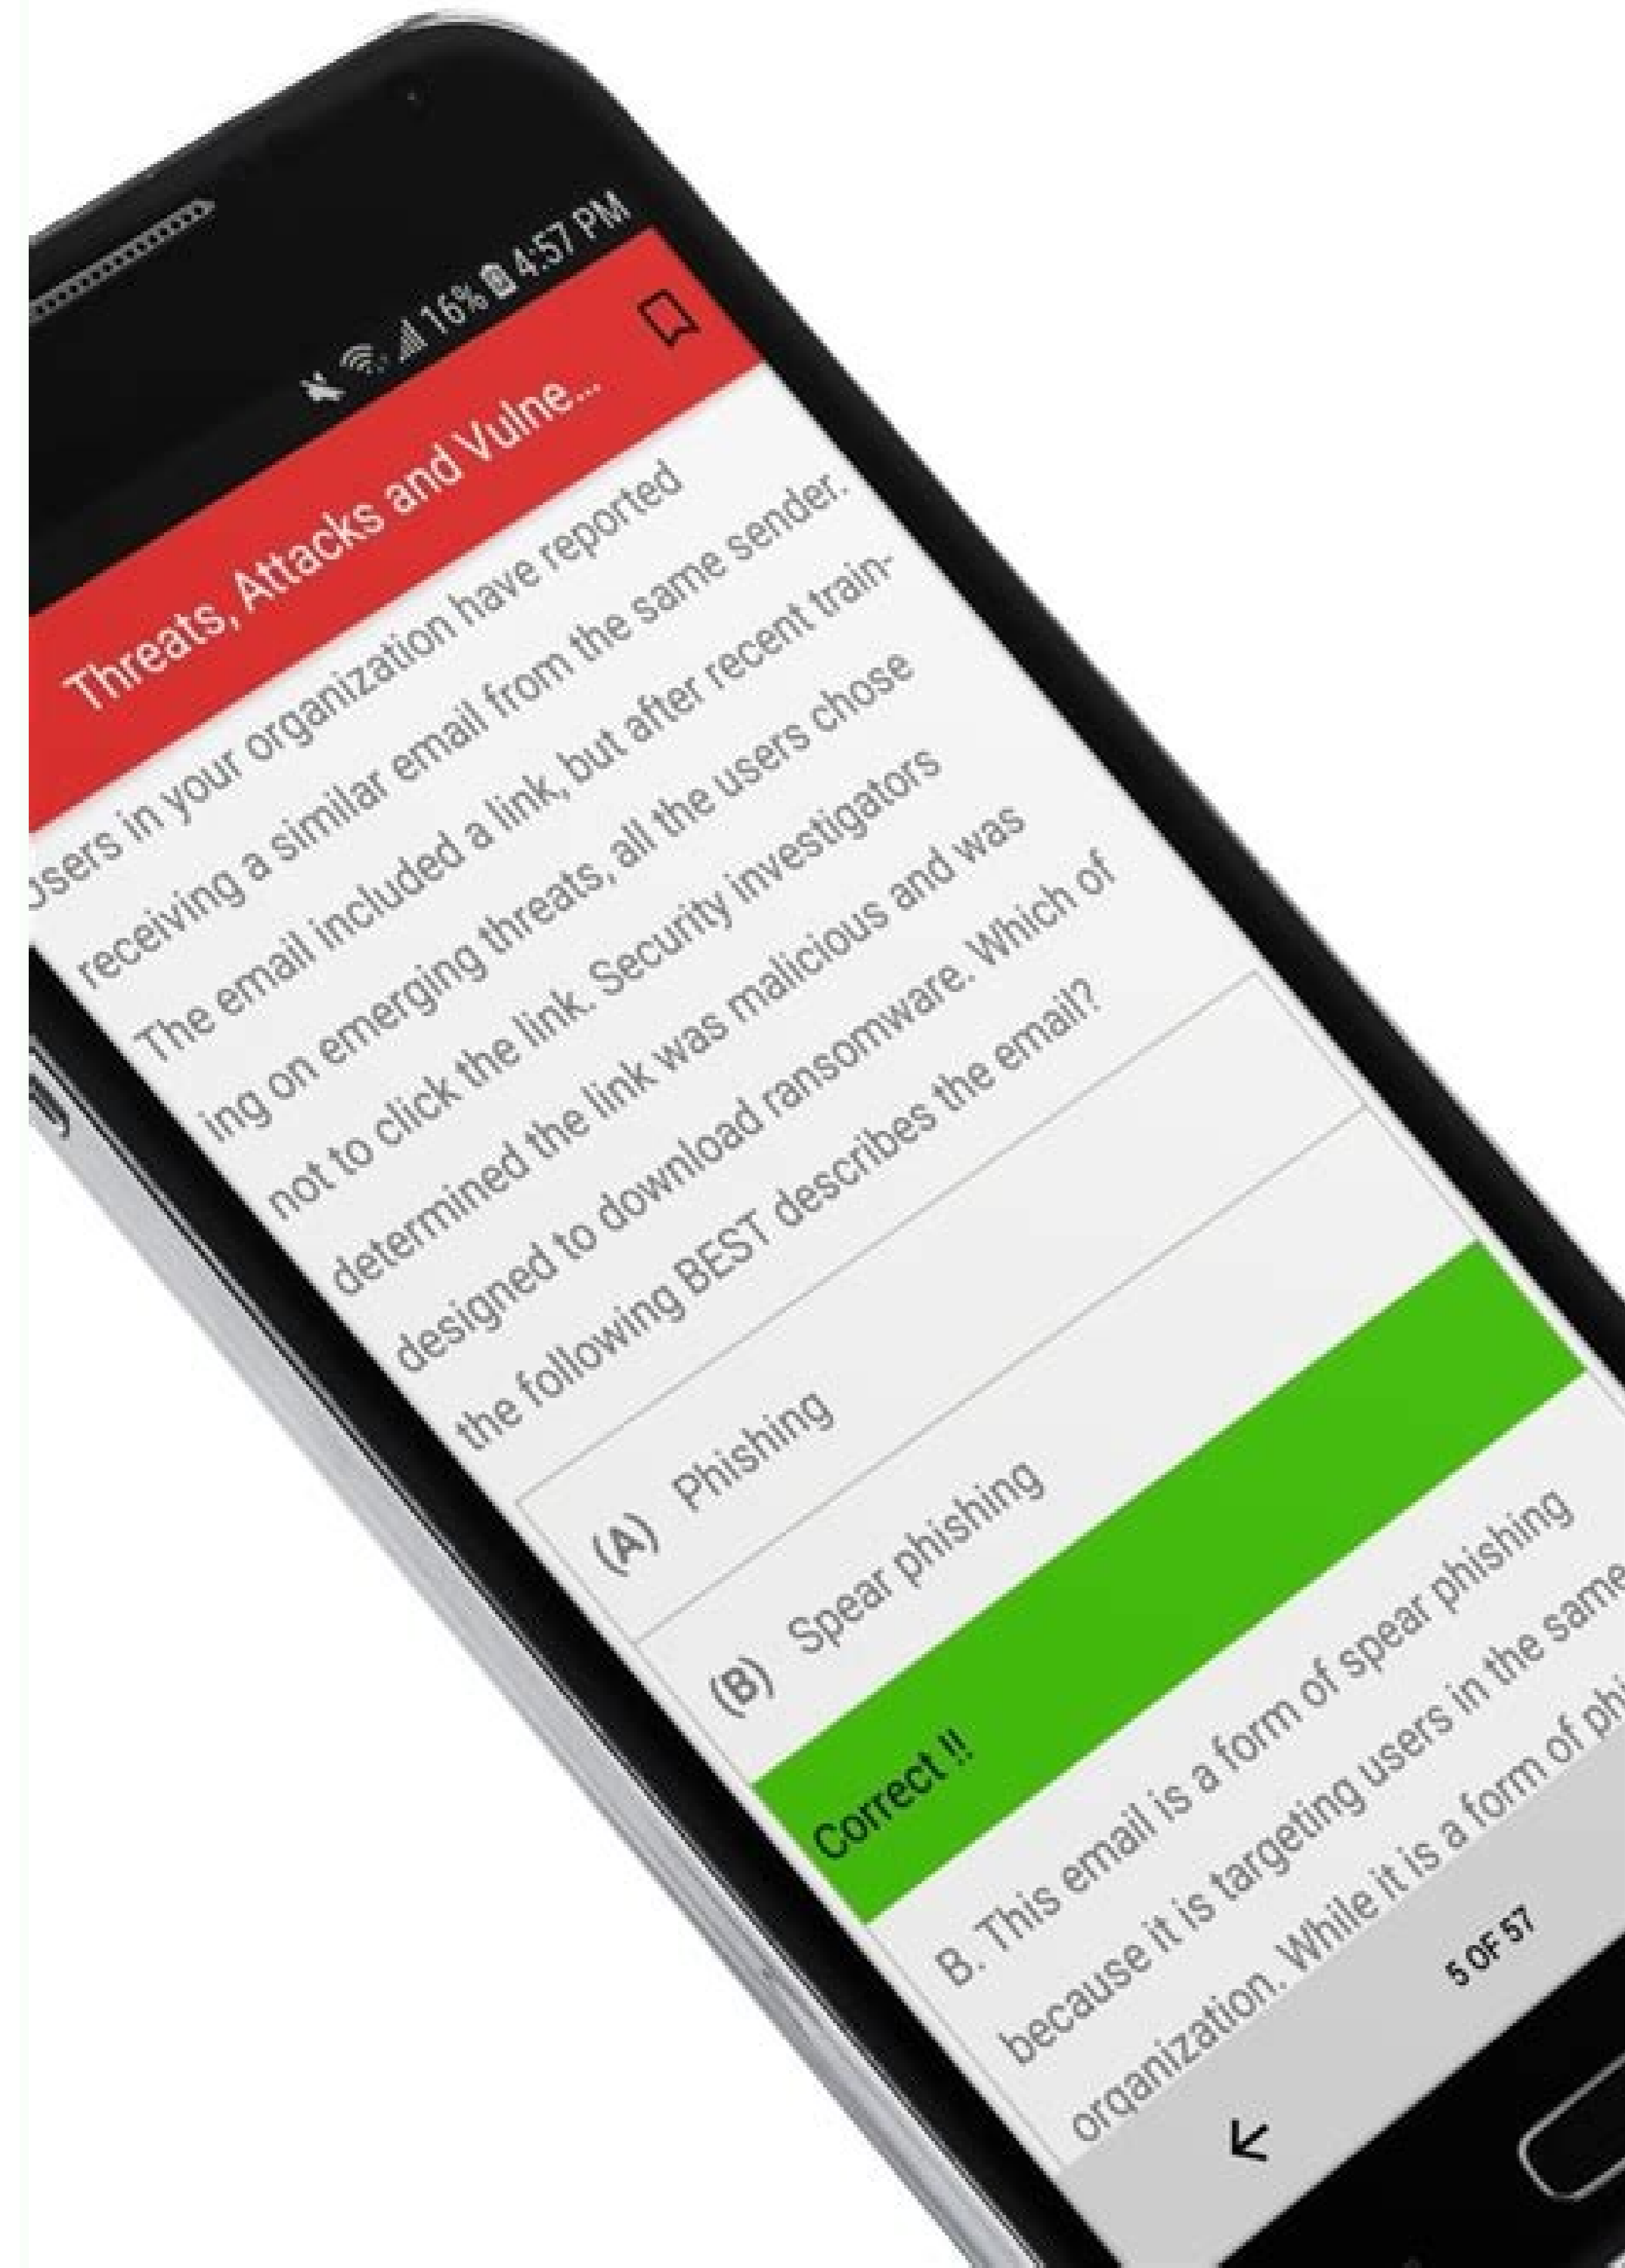 16% 4:57 PM
Threats, Attacks and Vulne...
users in your organization have reported
receiving a similar email from the same sender.
The email included a link, but after recent train-
ing on emerging threats, all the users chose
not to click the link. Security investigators
determined the link was malicious and was
designed to download ransomware. Which of
the following BEST describes the email?
(A) Phishing
(B) Spear phishing
Correct !!
B. This email is a form of spear phishing
because it is targeting users in the same
organization. While it is a form of phi
5 OF 57